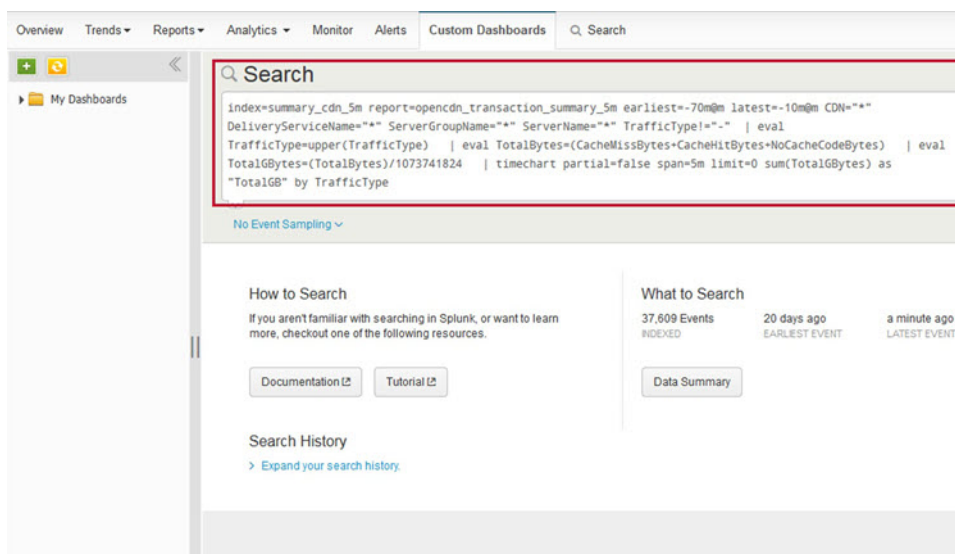 Overview Trends Reports Analytics Monitor Alerts Custom Dashboards Search
My Dashboards
Search
index=summary_cdn_5m report=opencdn_transaction_summary_5m earliest=-70m@m latest=-10m@m CDN="*"
DeliveryServiceName="*" ServerGroupName="*" ServerName="*" TrafficType!="-" | eval
TrafficType=upper(TrafficType) | eval TotalBytes=(CacheMissBytes+CacheHitBytes+NoCacheCodeBytes) | eval
TotalGBytes=(TotalBytes)/1073741824 | timechart partial=false span=5m limit=0 sum(TotalGBytes) as
"TotalGB" by TrafficType
No Event Sampling
How to Search
If you aren't familiar with searching in Splunk, or want to learn
more, checkout one of the following resources.
Documentation Tutorial
What to Search
37,609 Events 20 days ago a minute ago
INDEXED EARLIEST EVENT LATEST EVENT
Data Summary
Search History
> Expand your search history.